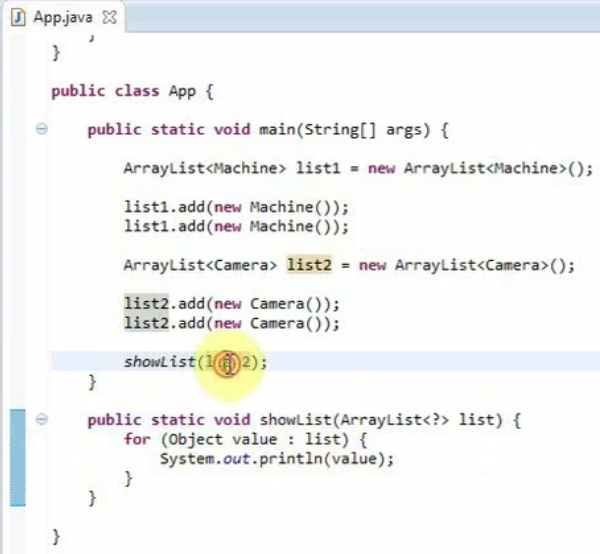 App.java
}
public class App {
public static void main(String[] args) {
ArrayList<Machine> list1 = new ArrayList<Machine>();
list1.add(new Machine());
list1.add(new Machine());
ArrayList<Camera> list2 = new ArrayList<Camera>();
list2.add(new Camera());
list2.add(new Camera());
showList(list2);
}
public static void showList(ArrayList<?> list) {
for (Object value : list) {
System.out.println(value);
}
}
}